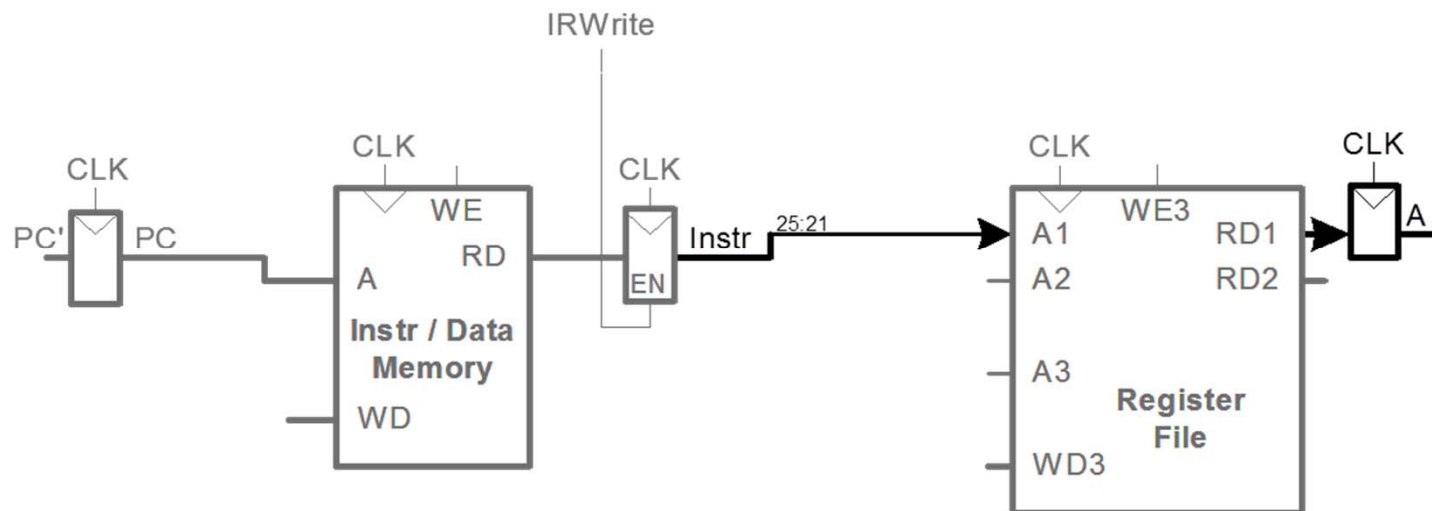 IRWrite
CLK
CLK
CLK
CLK
CLK
PC'
PC
WE
RD
A
Instr / Data
Memory
WD
EN
Instr
25:21
A1
WE3
RD1
A2
RD2
A3
Register
File
WD3
A